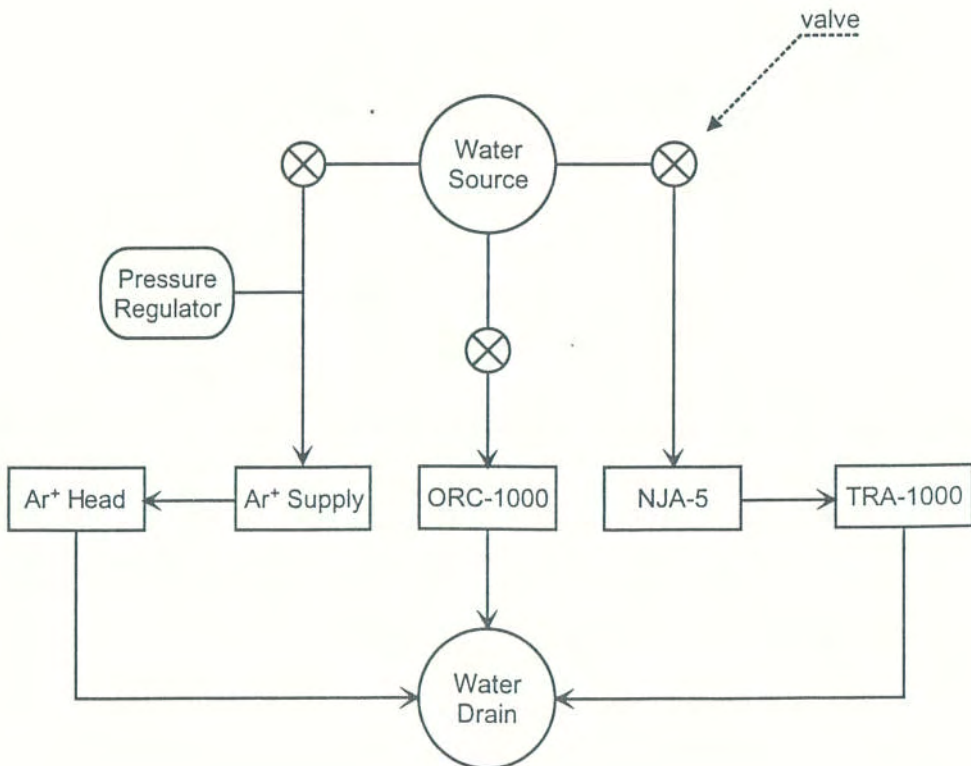 valve
Water
Source
Pressure
Regulator
Ar⁺ Head
Ar⁺ Supply
ORC-1000
NJA-5
TRA-1000
Water
Drain